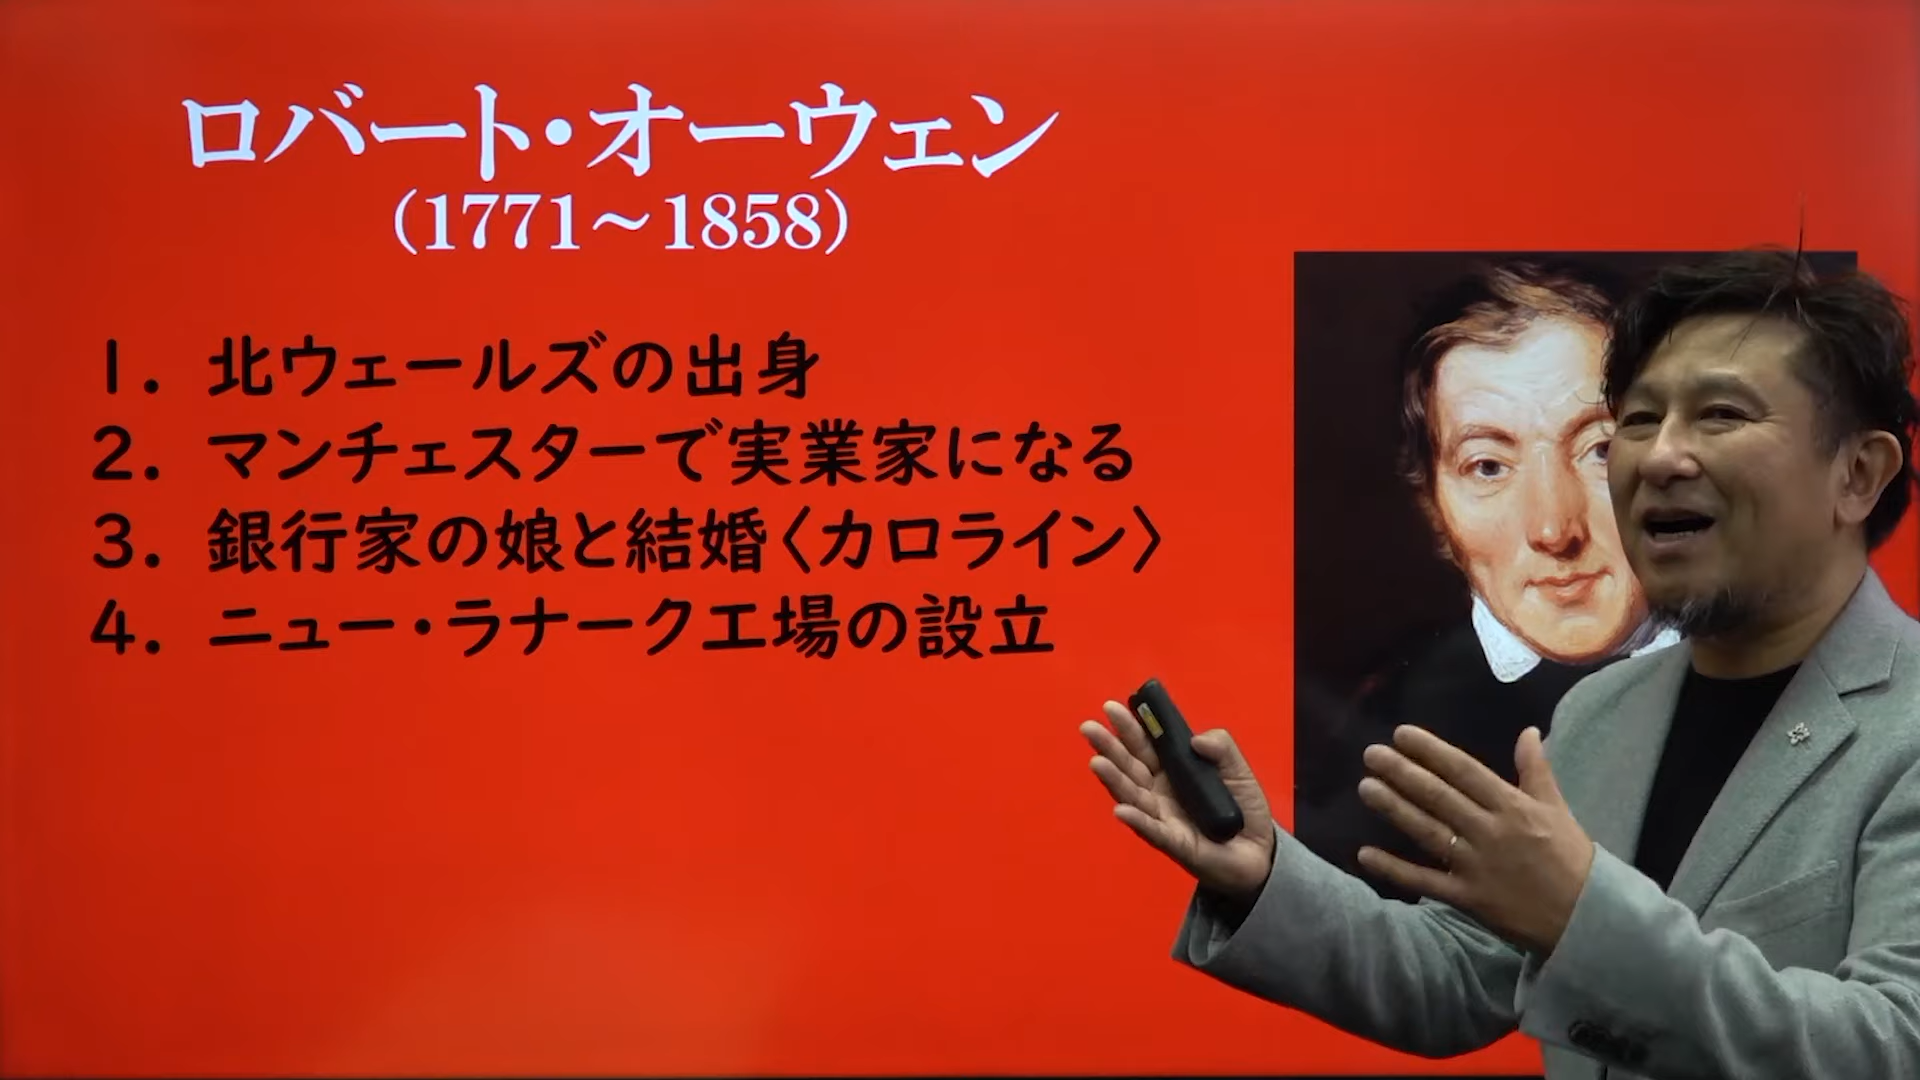 ロバート・オーウェン
(1771〜1858)
1. 北ウェールズの出身
2. マンチェスターで実業家になる
3. 銀行家の娘と結婚〈カロライン〉
4. ニュー・ラナーク工場の設立